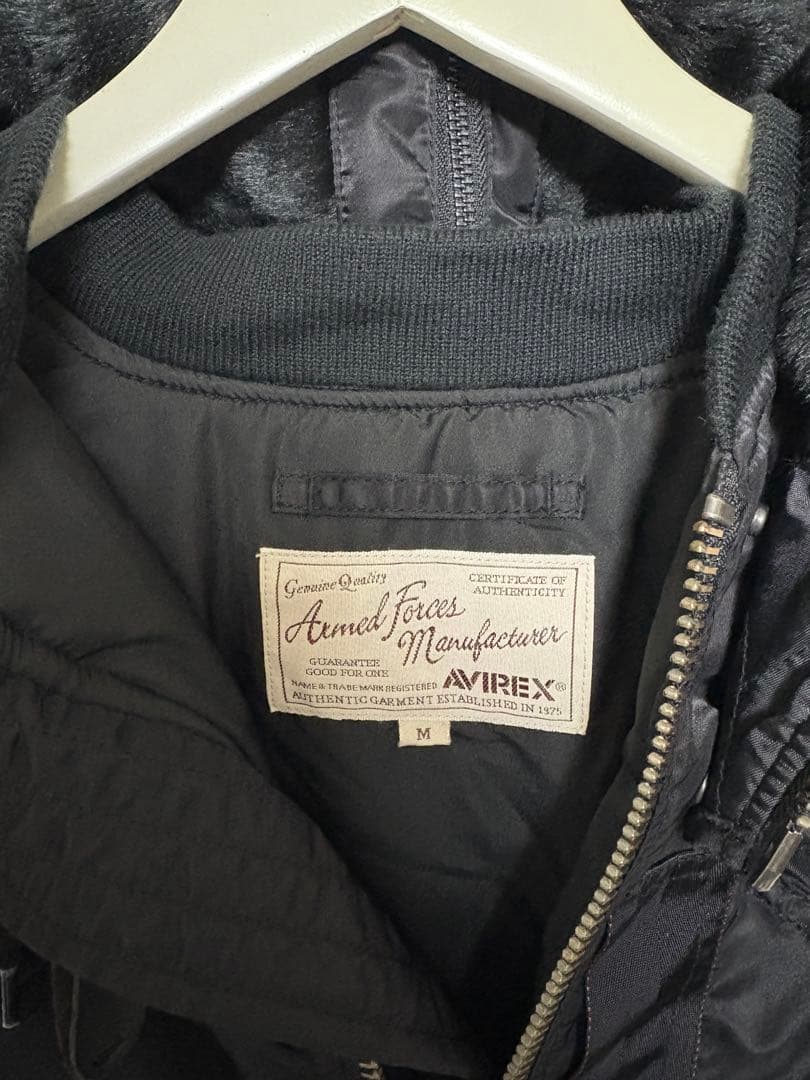 Genuine Quality
CERTIFICATE OF
AUTHENTICITY
Armed Forces
Manufacturer
GUARANTEE
GOOD FOR ONE
NAME & TRADE MARK REGISTERED AVIREX®
AUTHENTIC GARMENT ESTABLISHED IN 1975
M